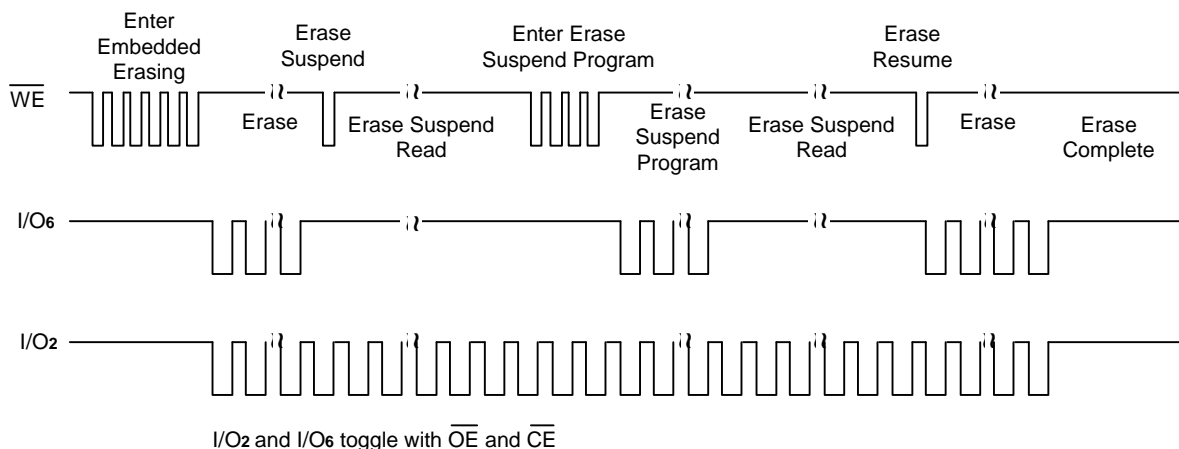 Enter
Embedded
Erasing
Erase
Suspend
Enter Erase
Suspend Program
Erase
Resume
WE
Erase
Erase Suspend
Read
Erase
Suspend
Program
Erase Suspend
Read
Erase
Erase
Complete
I/O6
I/O2
I/O2 and I/O6 toggle with OE and CE